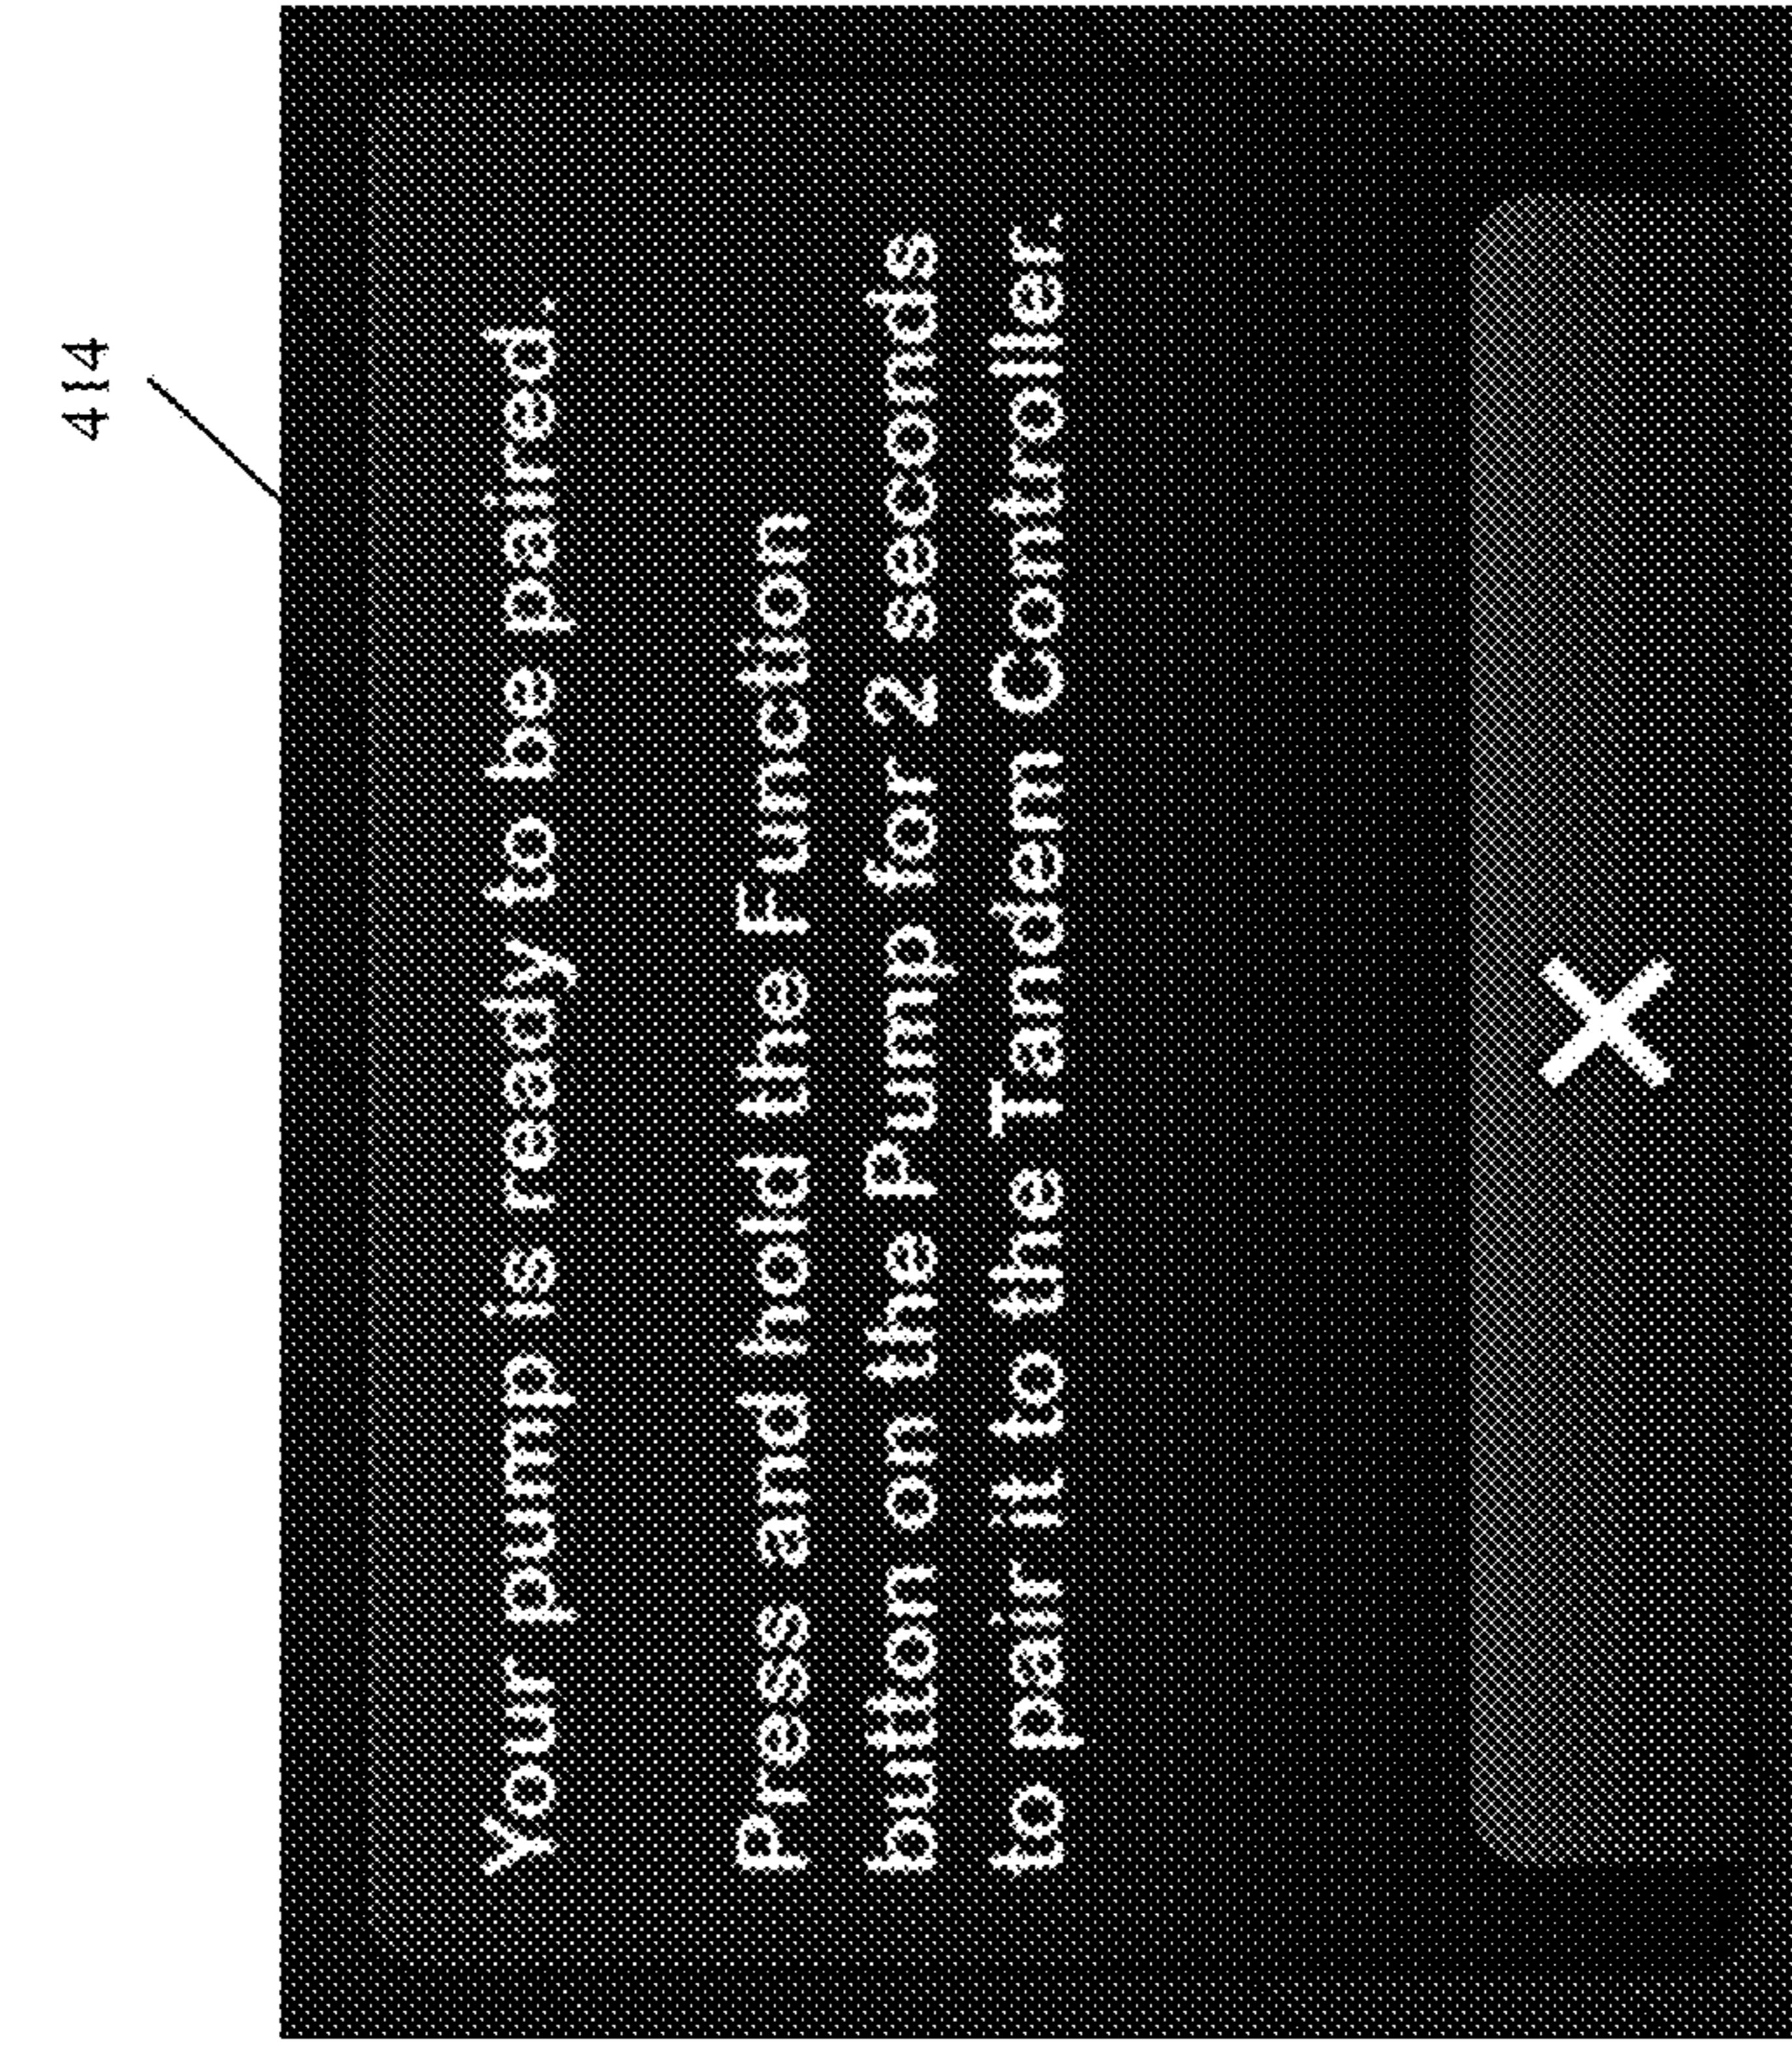 414
Your pump is ready to be paired.
Press and hold the Function
button on the Pump for 2 seconds
to pair it to the Tandem Controller.